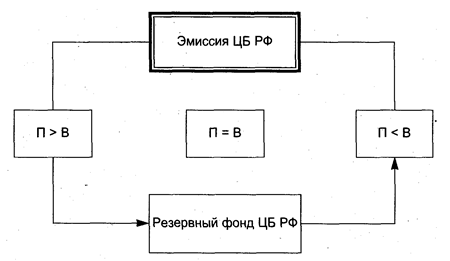 Эмиссия ЦБ РФ
П > В
П = В
П < В
Резервный фонд ЦБ РФ